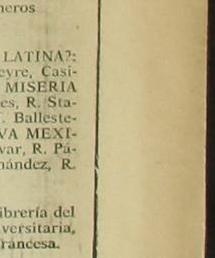 neros
LATINA?:
eyre, Casi-
MISERIA
es, R. Sta-
. Balleste-
VA MEXI-
var, R. Pá-
nández, R.
ibrería del
versitaria,
rancesa.